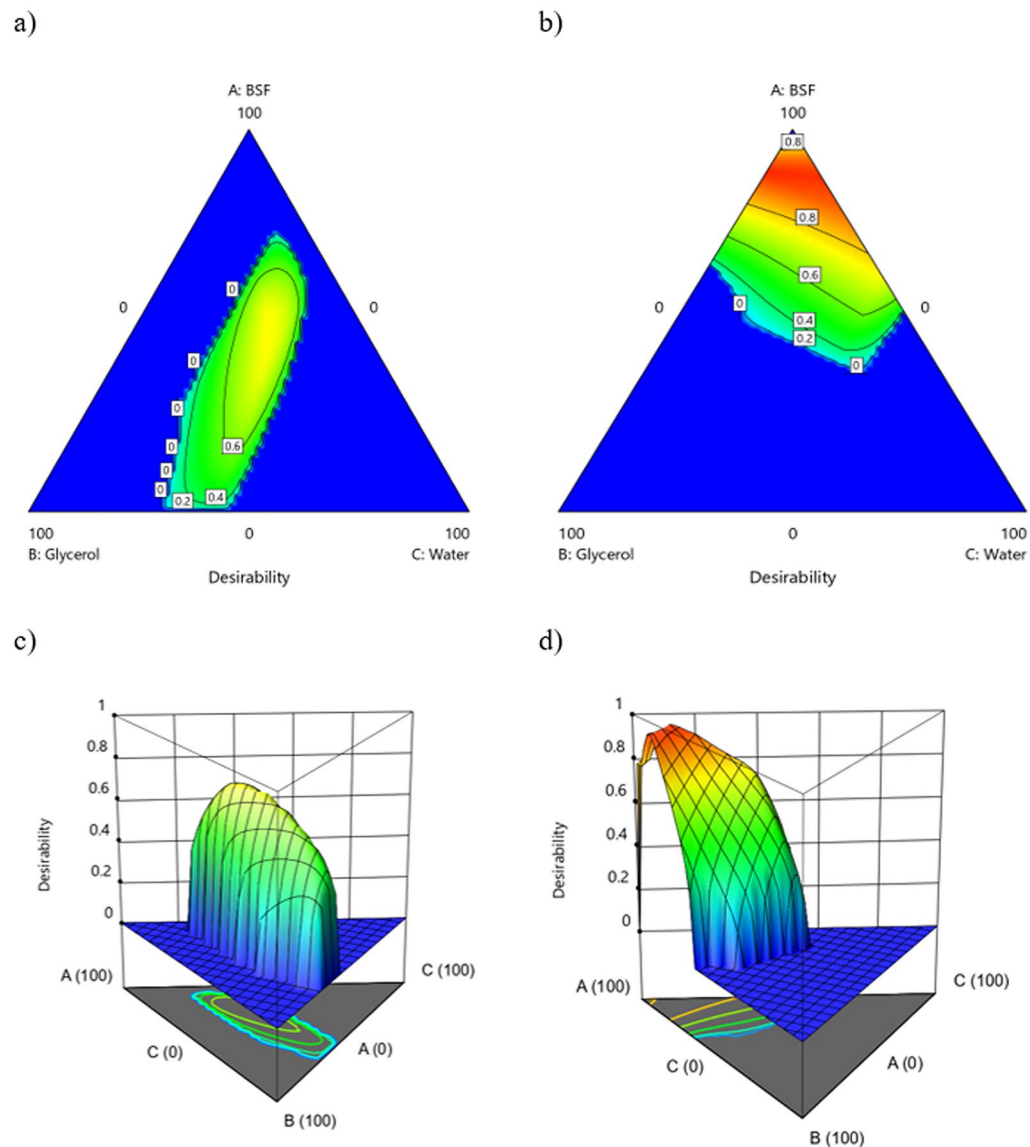 a)
b)
A: BSF
100
0
0
0
0
0
0
0
0
0
0.6
0.2
0.4
100
0
100
B: Glycerol
C: Water
Desirability
A: BSF
100
0.8
0.8
0.6
0
0
0
0.4
0.2
0
100
0
100
B: Glycerol
C: Water
Desirability
c)
d)
1
0.8
0.6
0.4
0.2
0
Desirability
A (100)
C (100)
C (0)
A (0)
B (100)
1
0.8
0.6
0.4
0.2
0
Desirability
A (100)
C (100)
C (0)
A (0)
B (100)